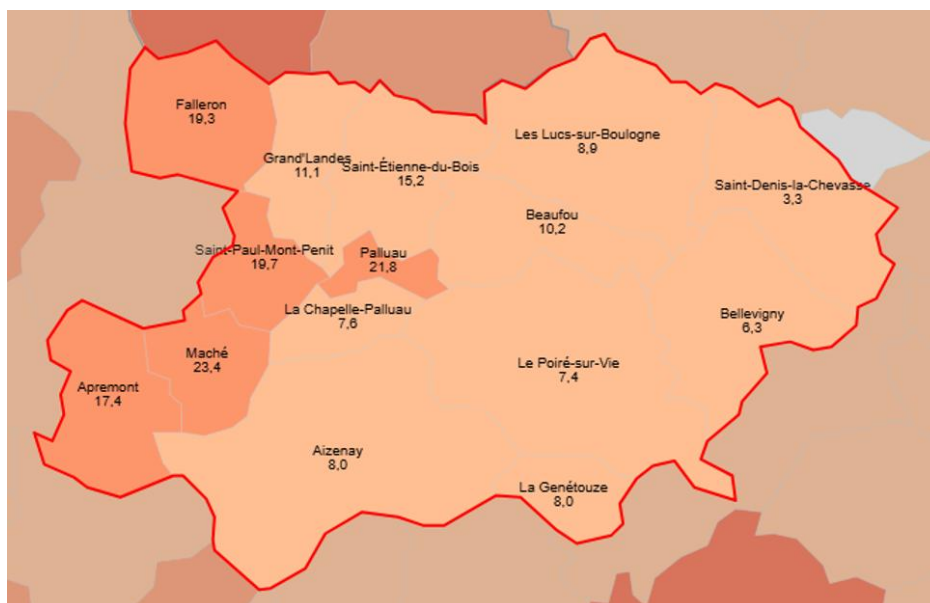 Falleron
19,3
Les Lucs-sur-Boulogne
8,9
Grand'Landes
11,1
Saint-Étienne-du-Bois
15,2
Saint-Denis-la-Chevasse
3,3
Beaufou
10,2
Saint-Paul-Mont-Penit
19,7
Palluau
21,8
La Chapelle-Palluau
7,6
Bellevigny
6,3
Maché
23,4
Le Poiré-sur-Vie
7,4
Apremont
17,4
Aizenay
8,0
La Genétouze
8,0